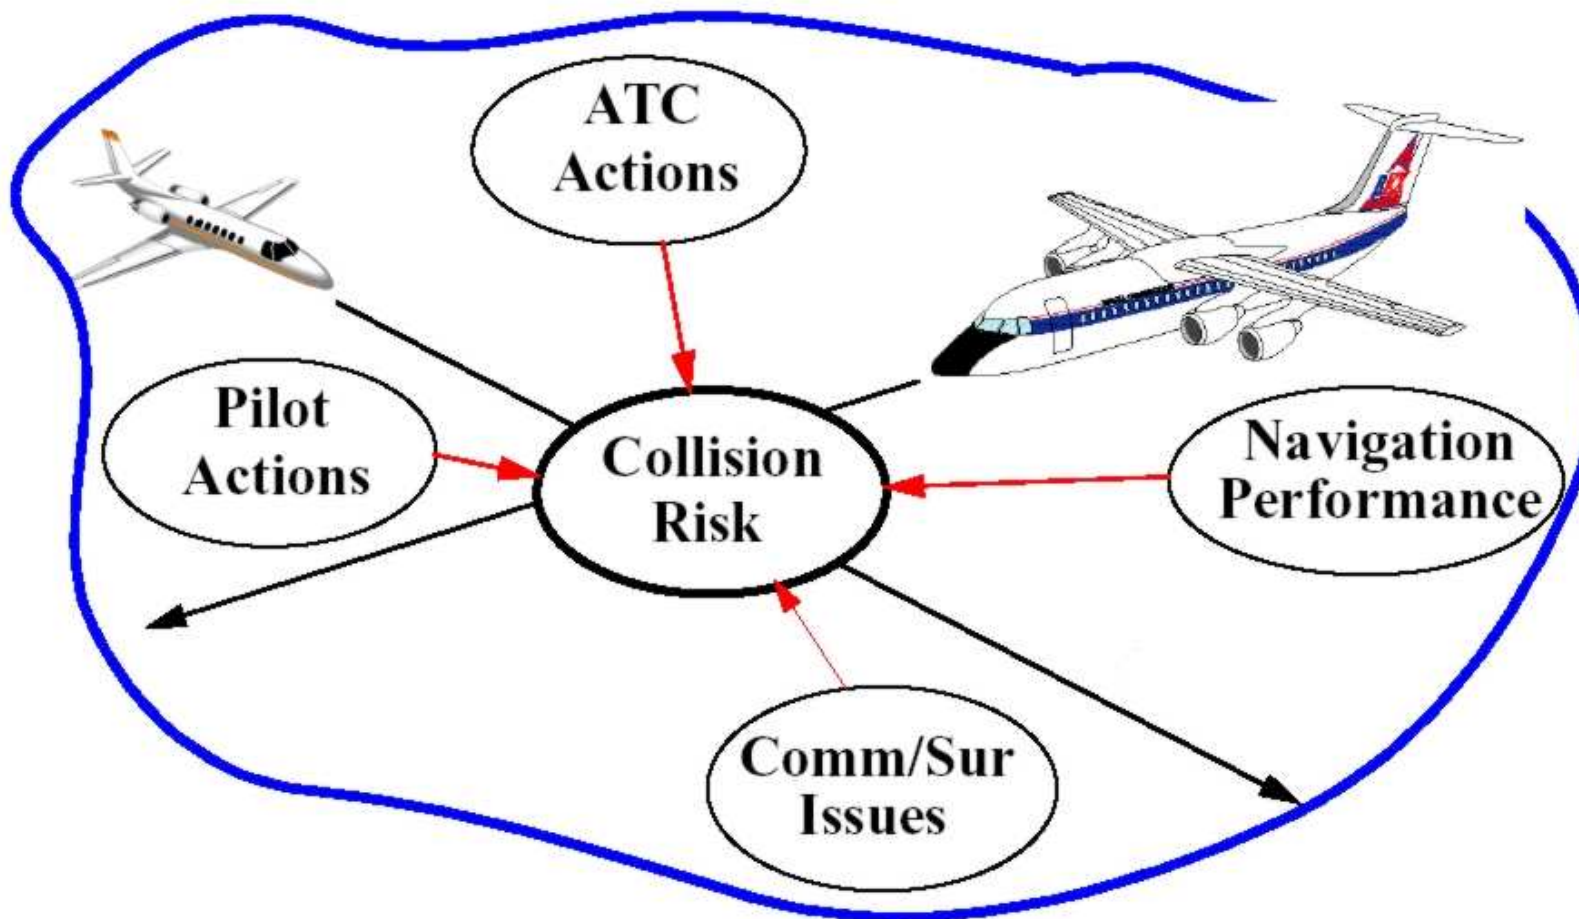 ATC
Actions
Pilot
Actions
Collision
Risk
Navigation
Performance
Comm/Sur
Issues